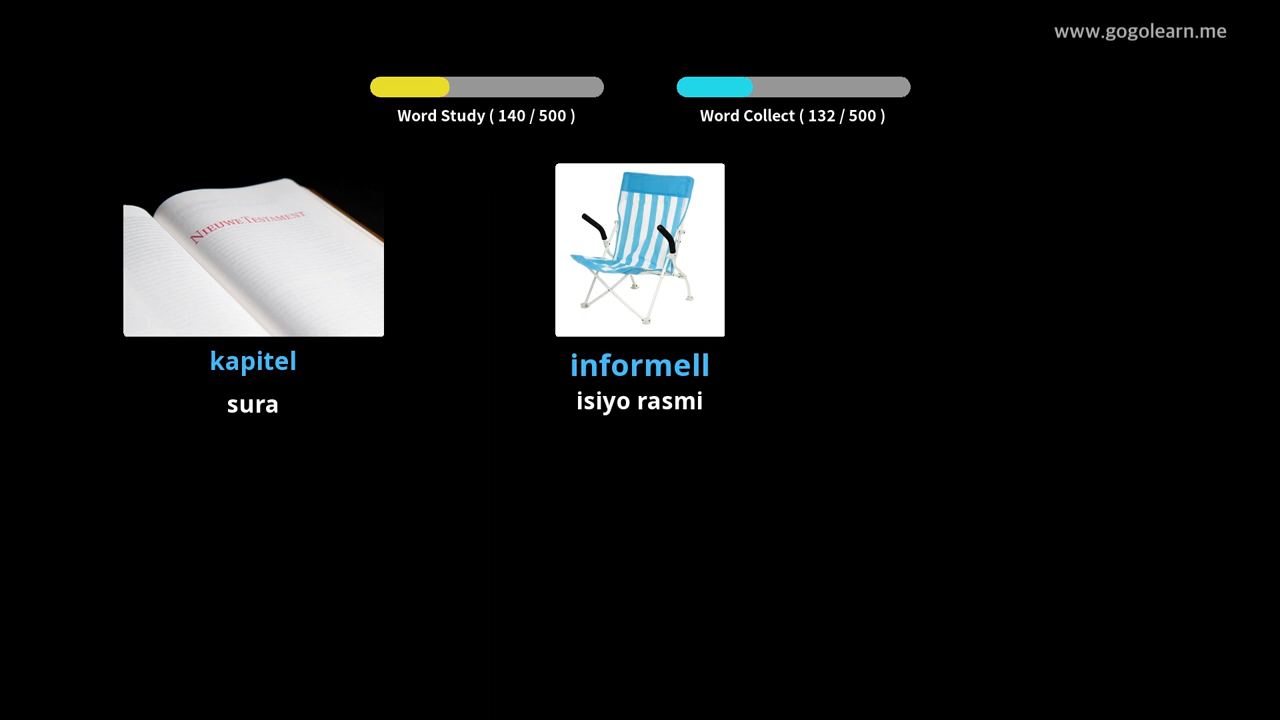 www.gogolearn.me
Word Study ( 140 / 500 )
Word Collect ( 132 / 500 )
NIEUWE TESTAMENT
kapitel
sura
informell
isiyo rasmi